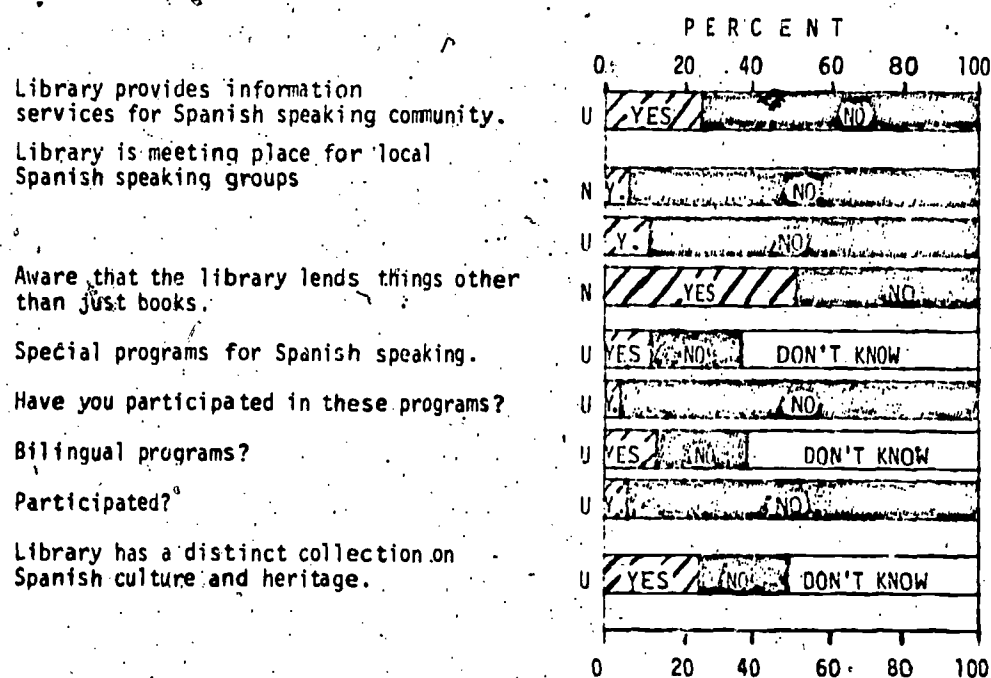 PERCENT
0 20 40 60 80 100
Library provides information
services for Spanish speaking community. U YES NO
Library is meeting place for local
Spanish speaking groups N Y. NO
U Y. NO
Aware that the library lends things other
than just books. N YES NO
Special programs for Spanish speaking. U YES NO DON'T KNOW
Have you participated in these programs? U Y. NO
Bilingual programs? U YES NO DON'T KNOW
Participated? U Y. NO
Library has a distinct collection on
Spanish culture and heritage. U YES NO DON'T KNOW
0 20 40 60 80 100